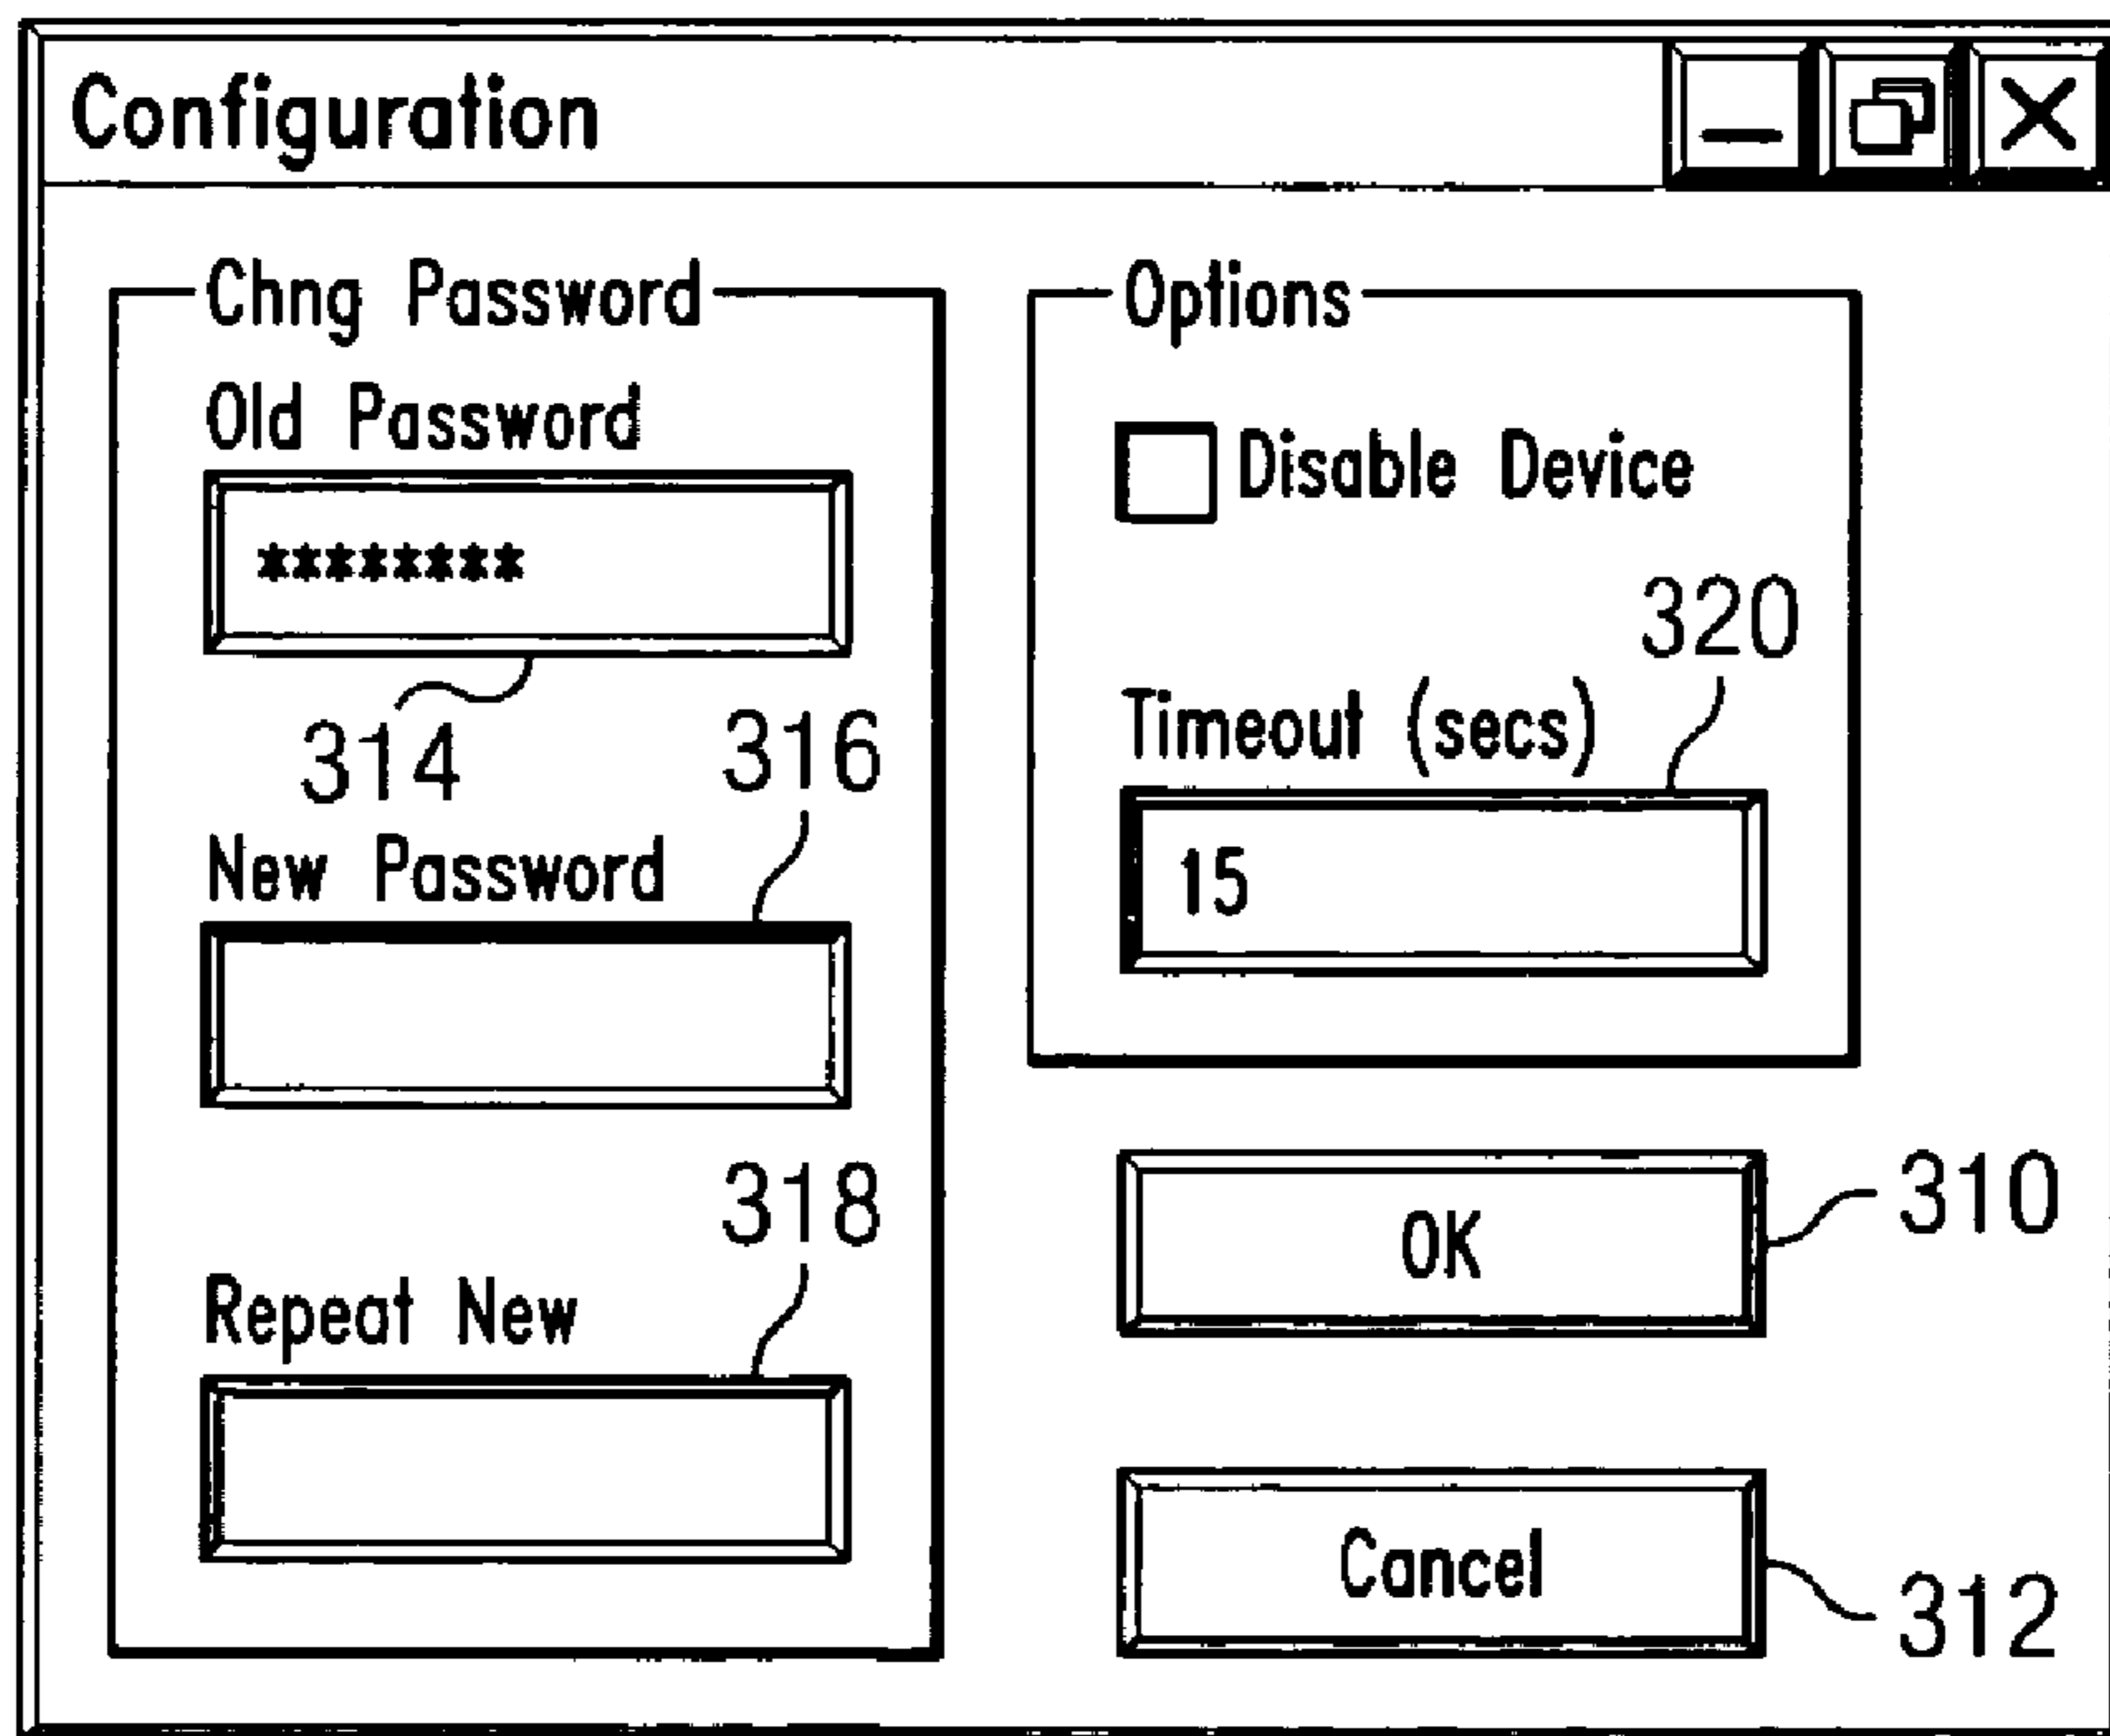 Configuration
Chng Password
Old Password
********
314
316
New Password
318
Repeat New
Options
Disable Device
320
Timeout (secs)
15
OK
310
Cancel
312